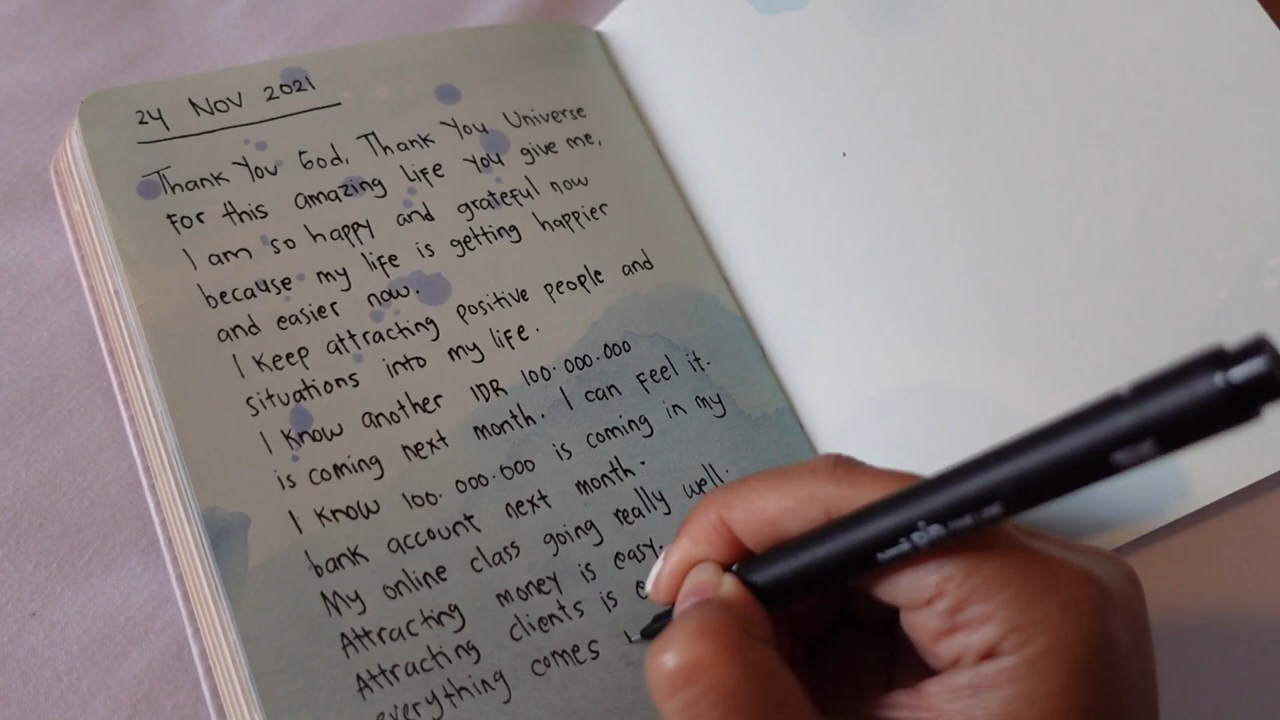 24 Nov 2021
Thank You God, Thank You Universe
For this amazing life you give me,
I am so happy and grateful now
because my life is getting happier
and easier now.
I keep attracting positive people and
situations into my life.
I know another IDR 100.000.000
is coming next month. I can feel it.
I know 100.000.000 is coming in my
bank account next month.
My online class going really well.
Attracting money is easy.
Attracting clients is
everything comes